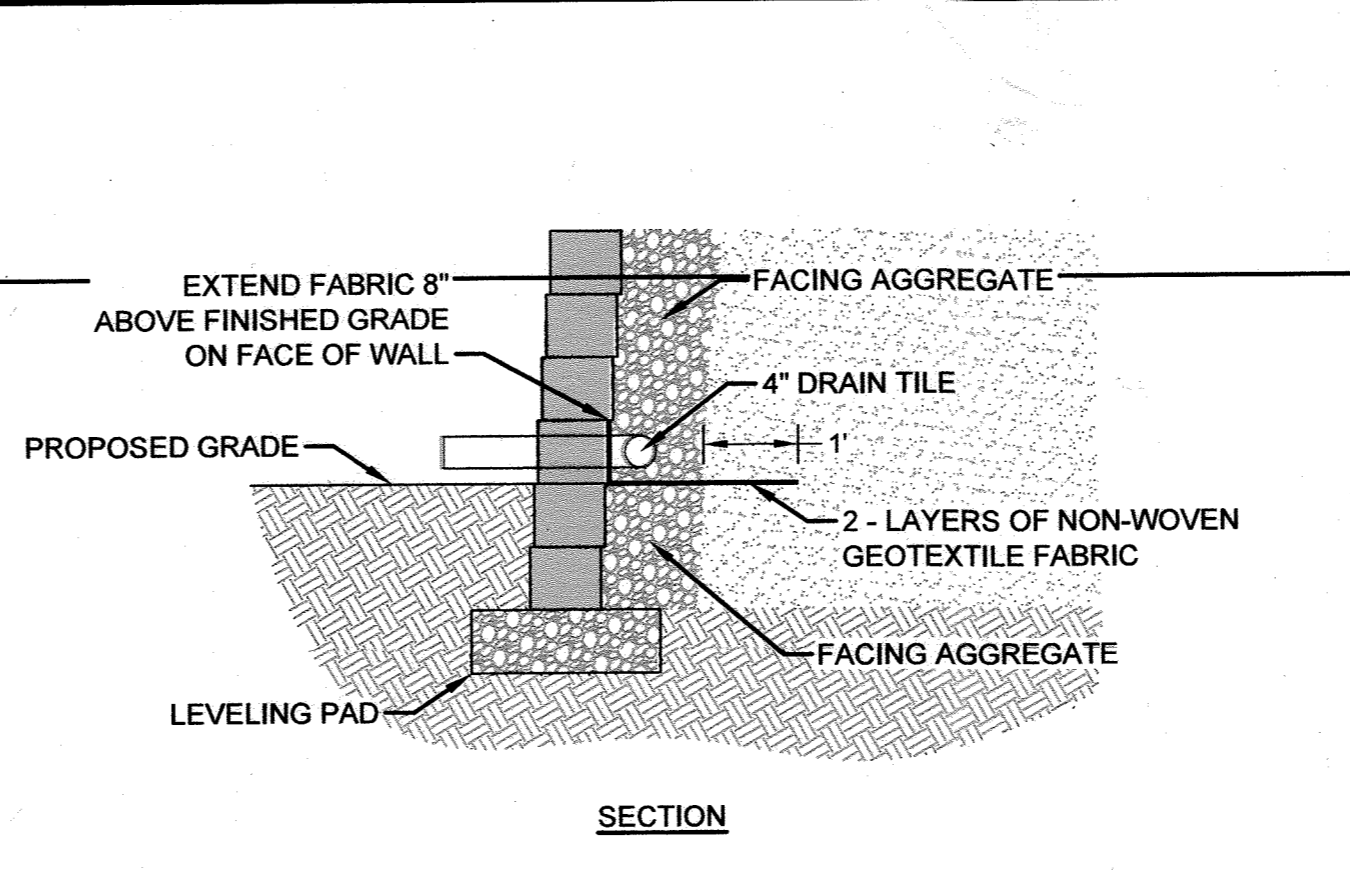 EXTEND FABRIC 8"
ABOVE FINISHED GRADE
ON FACE OF WALL
FACING AGGREGATE
4" DRAIN TILE
PROPOSED GRADE
1'
2 - LAYERS OF NON-WOVEN
GEOTEXTILE FABRIC
FACING AGGREGATE
LEVELING PAD
SECTION